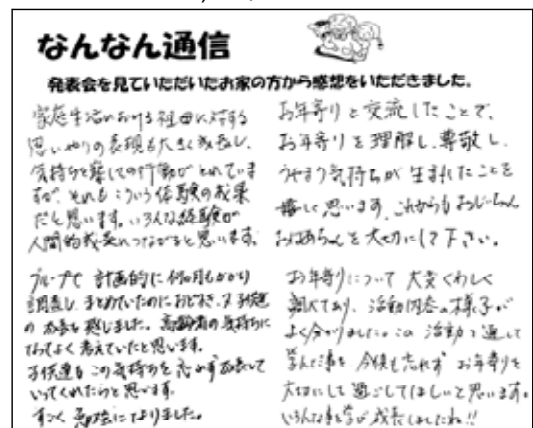 なんなん通信
発表会を見ていただいたお家の方から感想をいただきました。
家庭生活における祖母に対する
思いやりの表現も大きく成長し、
気持ちを察しての行動がとれていま
すが、それもこういう体験の成果
だと思います。いろんな経験が
人間的成長につながると思います。
お年寄りと交流したことで、
お年寄りを理解し、尊敬し、
うやまう気持ちが生まれたことを
嬉しく思います。これからもおじいちゃん
おばあちゃんを大切にして下さい。
グループで計画的に何ヶ月もかかり
調査し、まとめていたのにおどろき、又子供達
の成長も感じました。高齢者の気持ちに
なってよく考えていたと思います。
子供達もこの気持ちを忘れず成長して
いってくれたらと思います。
すごく勉強になりました。
お年寄りについて大変くわしく
調べてあり、活動内容の様子が
よく分かりました。この活動を通して
学んだ事を今後も忘れずお年寄りを
大切にして過ごしてほしいと思います。
いろんな事を学び成長しましたね!!